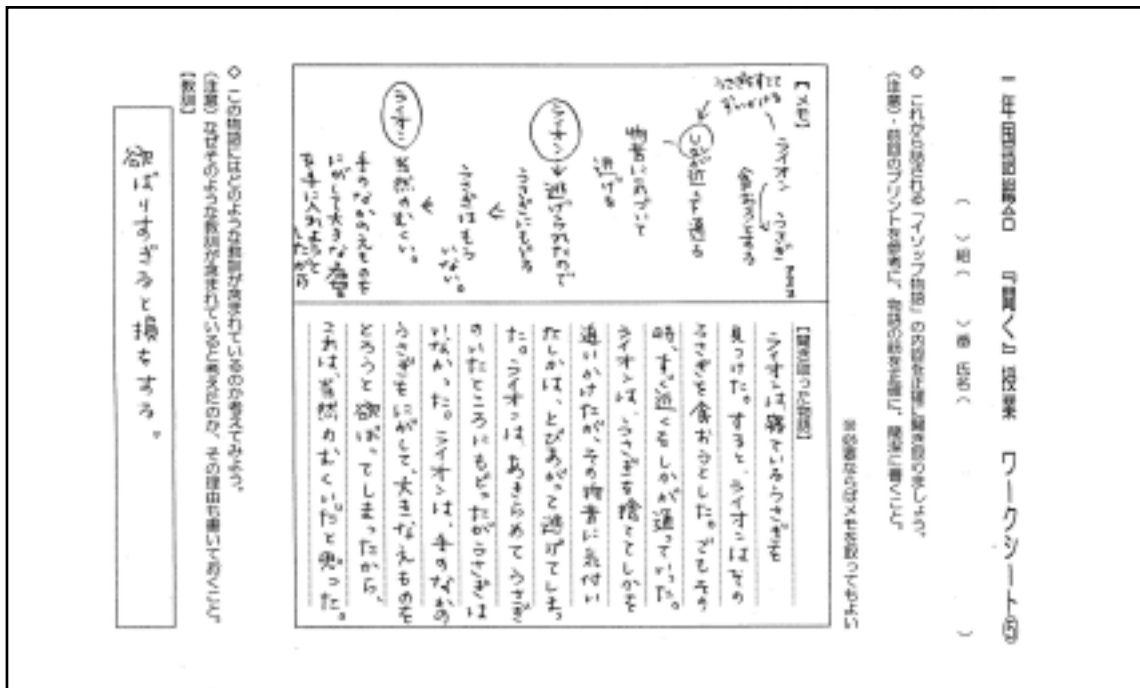 一年国語総合 『聞く』授業 ワークシート
( )組( )番 氏名( )
◇ これから話される「イソップ物語」の内容を正確に聞き取りましょう。
(注意)・前回のプリントを参考に、物語の筋を正確に、簡潔に書くこと。
※必要ならばメモを取ってもよい
【メモ】
ライオン うさぎ
食おうとする
しかが近くを通る
物音に気づいて
逃げる
ライオン→逃げられたので
うさぎにもどる
うさぎはもう
いない。
ライオン
当然のむくい。
手のなかのえものを
にがして大きな希望
を手に入れようと
したから
【聞き取った物語】
ライオンは寝ているうさぎを
見つけた。すると、ライオンはその
うさぎを食おうとした。でもその
時、すぐ近くをしかが通っていった。
ライオンは、うさぎを捨ててしかを
追いかけたが、その物音に気付い
たしかは、とびあがって逃げてしまっ
た。ライオンは、あきらめてうさぎ
のいたところにもどったがうさぎは
いなかった。ライオンは、手のなかの
うさぎをにがして、大きなえものを
とろうと欲ばってしまったから、
これは、当然のむくいだと思った。
◇ この物語にはどのような教訓が含まれているのか考えてみよう。
(注意)なぜそのような教訓が含まれていると考えたのか、その理由も書いておくこと。
【教訓】
欲ばりすぎると損をする。